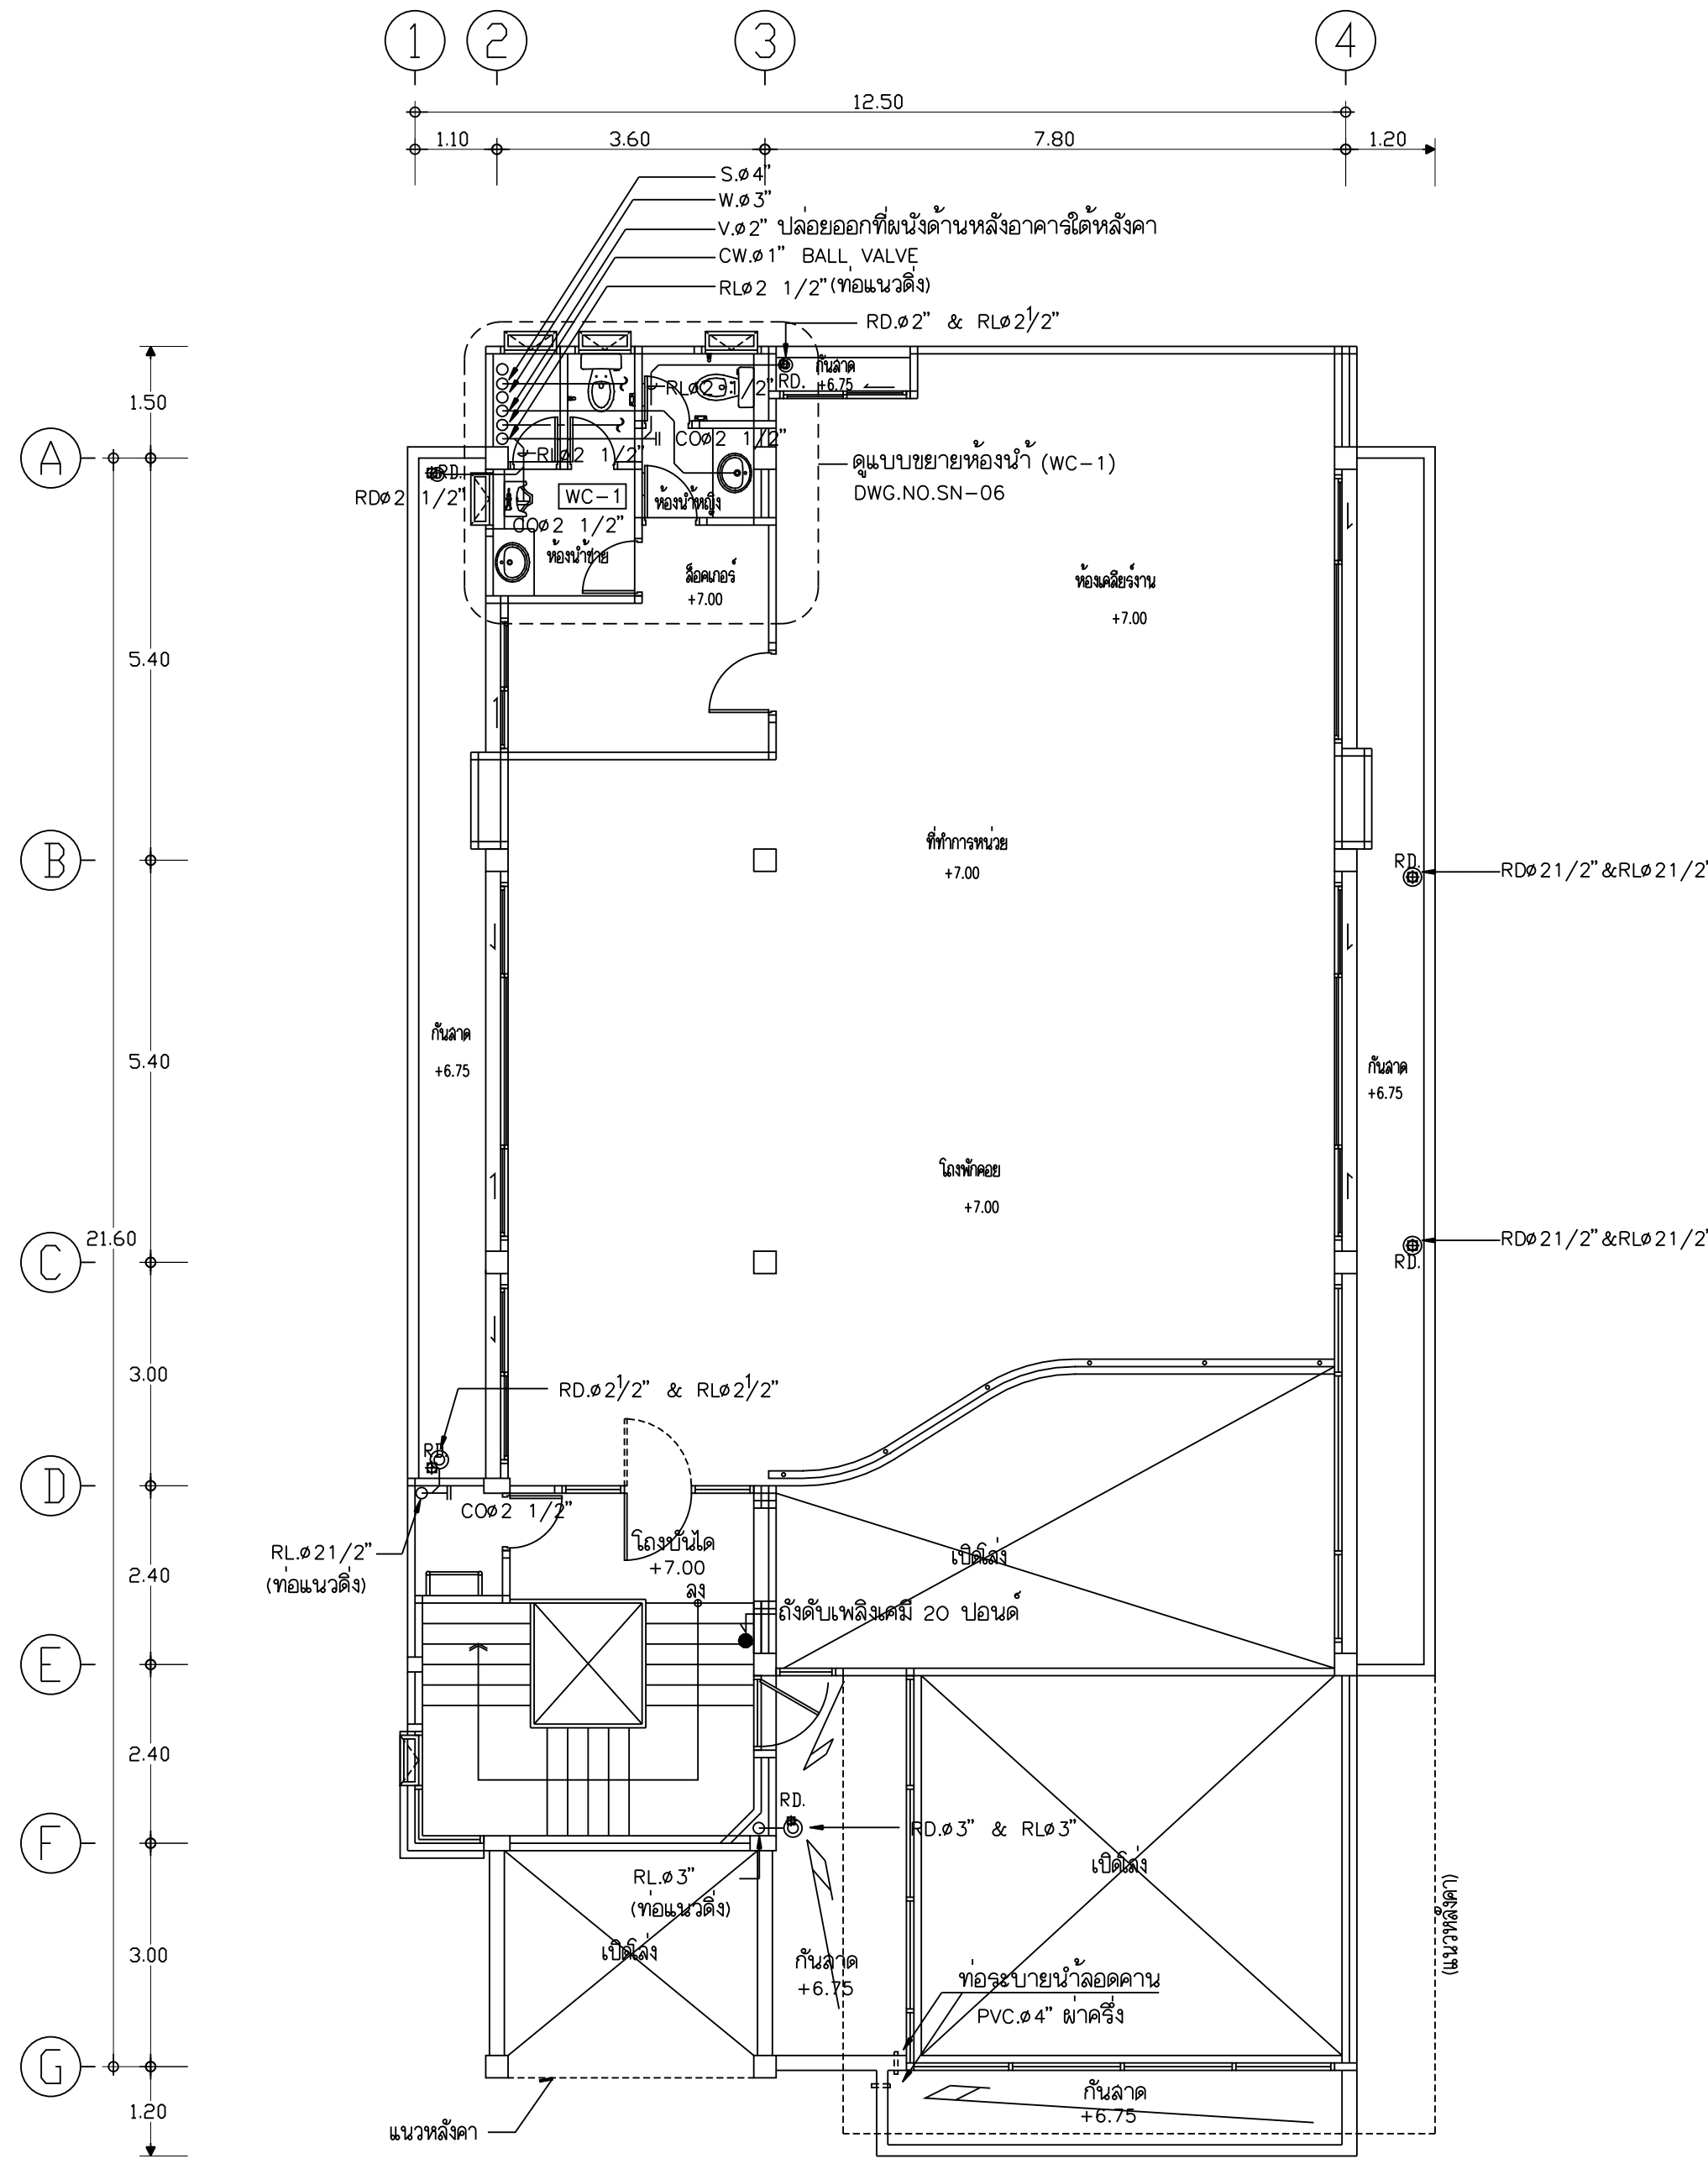 1
2
3
4
12.50
1.10
3.60
7.80
1.20
S.ø4"
W.ø3"
V.ø2" ปล่อยออกที่ผนังด้านหลังอาคารใต้หลังคา
CW.ø1" BALL VALVE
RLø2 1/2"(ท่อแนวดิ่ง)
RD.ø2" & RLø2 1/2"
กันสาด
+6.75
RD.
RLø2 1/2"
1.50
COø2 1/2"
A
RLø2 1/2"
ดูแบบขยายห้องน้ำ (WC-1)
DWG.NO.SN-06
RD.
RDø2 1/2"
WC-1
ห้องน้ำหญิง
COø2 1/2"
ห้องน้ำชาย
ล็อคเกอร์
+7.00
ห้องเคลียร์งาน
+7.00
5.40
ที่ทำการหน่วย
+7.00
B
RD.
RDø21/2"&RLø21/2"
กันสาด
+6.75
5.40
กันสาด
+6.75
โถงพักคอย
+7.00
21.60
C
RD.
RDø21/2"&RLø21/2"
3.00
RD.ø2 1/2" & RLø2 1/2"
RD.
D
COø2 1/2"
RL.ø21/2"
(ท่อแนวดิ่ง)
โถงบันได
+7.00
เปิดโล่ง
2.40
ลง
ถังดับเพลิงเคมี 20 ปอนด์
E
2.40
RD.
F
RD.ø3" & RLø3"
เปิดโล่ง
RL.ø3"
(ท่อแนวดิ่ง)
เปิดโล่ง
3.00
กันสาด
+6.75
(แนวหลังคา)
ท่อระบายน้ำลอดคาน
PVC.ø4" ผ่าครึ่ง
G
กันสาด
+6.75
1.20
แนวหลังคา